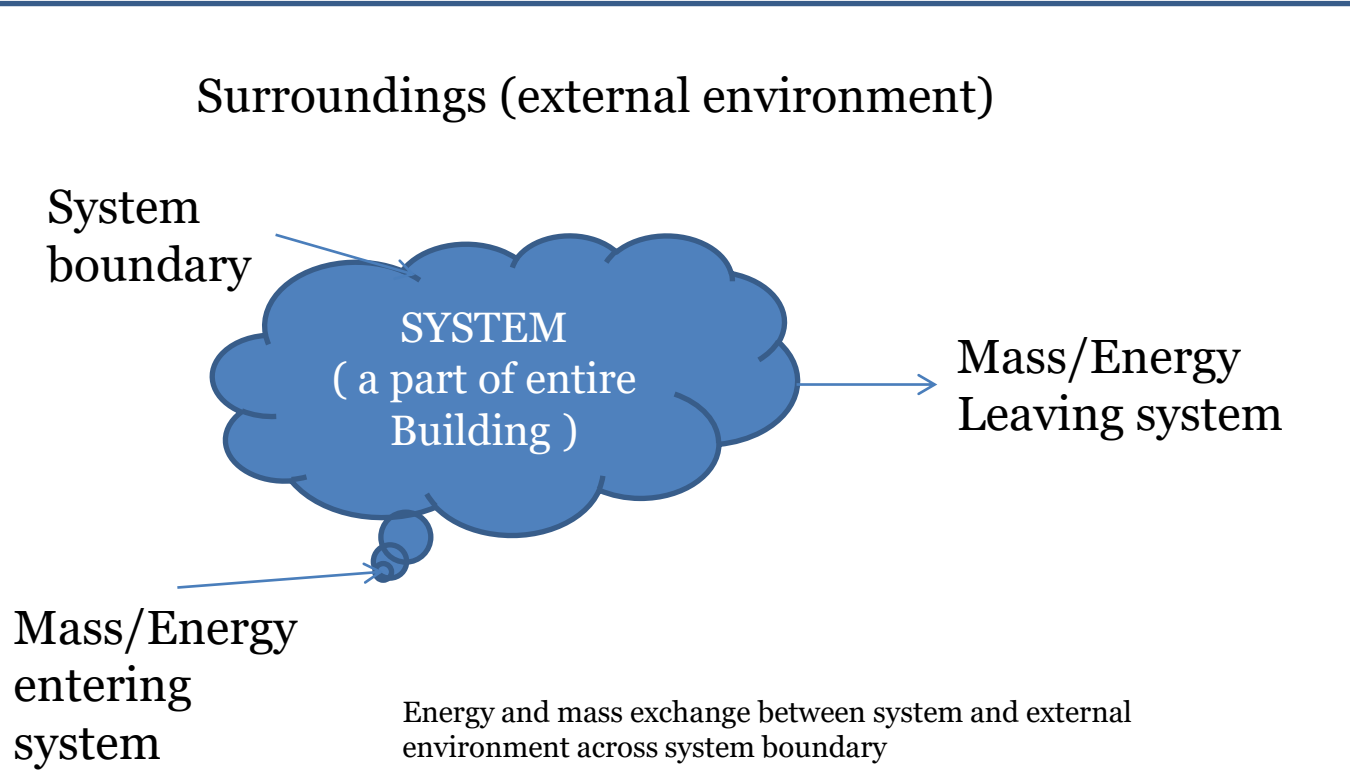 Surroundings (external environment)
System
boundary
SYSTEM
( a part of entire
Building )
Mass/Energy
Leaving system
Mass/Energy
entering
system
Energy and mass exchange between system and external
environment across system boundary